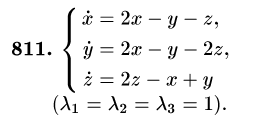 811. { ẋ = 2x − y − z,
ẏ = 2x − y − 2z,
ż = 2z − x + y
(λ₁ = λ₂ = λ₃ = 1).